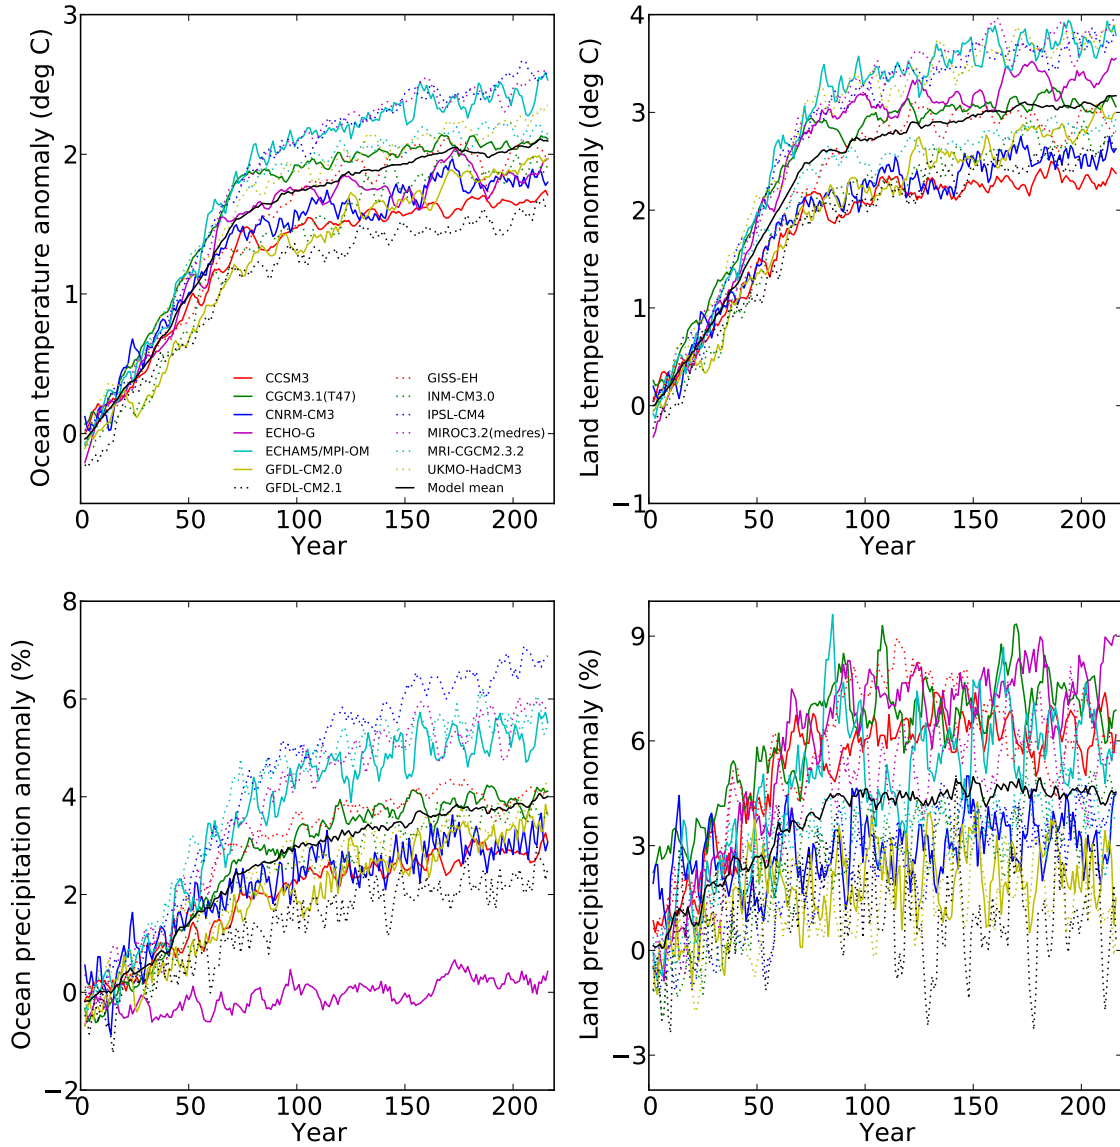 3
2
1
0
Ocean temperature anomaly (deg C)
0 50 100 150 200
Year
CCSM3
CGCM3.1(T47)
CNRM-CM3
ECHO-G
ECHAM5/MPI-OM
GFDL-CM2.0
GFDL-CM2.1
GISS-EH
INM-CM3.0
IPSL-CM4
MIROC3.2(medres)
MRI-CGCM2.3.2
UKMO-HadCM3
Model mean
4
3
2
1
0
−1
Land temperature anomaly (deg C)
0 50 100 150 200
Year
8
6
4
2
0
−2
Ocean precipitation anomaly (%)
0 50 100 150 200
Year
9
6
3
0
−3
Land precipitation anomaly (%)
0 50 100 150 200
Year